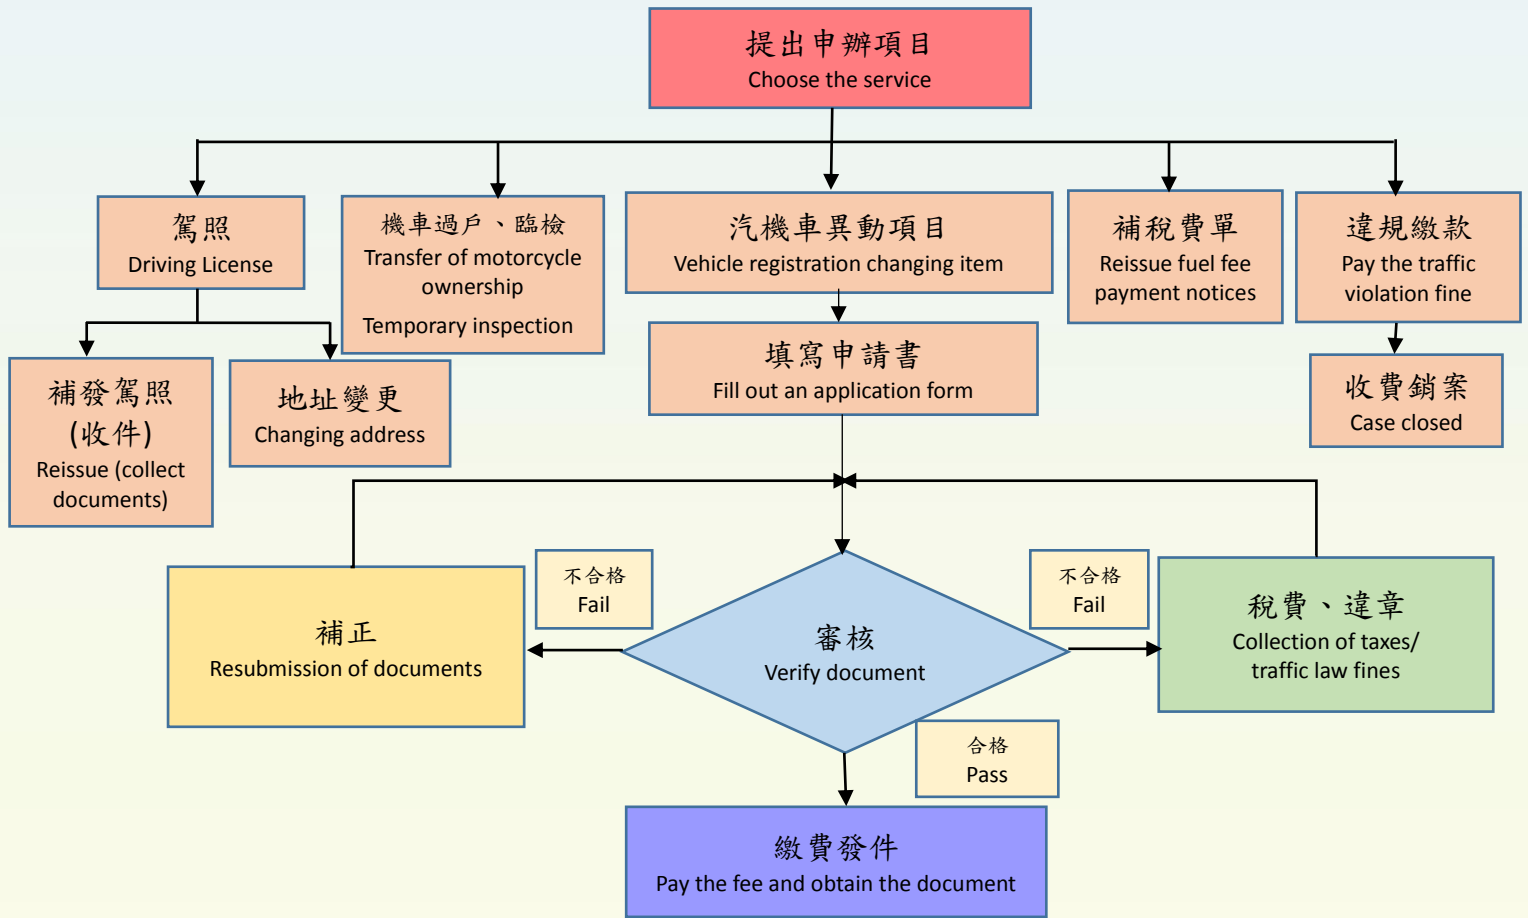 提出申辦項目
Choose the service
駕照
Driving License
機車過戶、臨檢
Transfer of motorcycle
ownership
Temporary inspection
汽機車異動項目
Vehicle registration changing item
補稅費單
Reissue fuel fee
payment notices
違規繳款
Pay the traffic
violation fine
補發駕照
(收件)
Reissue (collect
documents)
地址變更
Changing address
填寫申請書
Fill out an application form
收費銷案
Case closed
不合格
Fail
不合格
Fail
補正
Resubmission of documents
審核
Verify document
稅費、違章
Collection of taxes/
traffic law fines
合格
Pass
繳費發件
Pay the fee and obtain the document